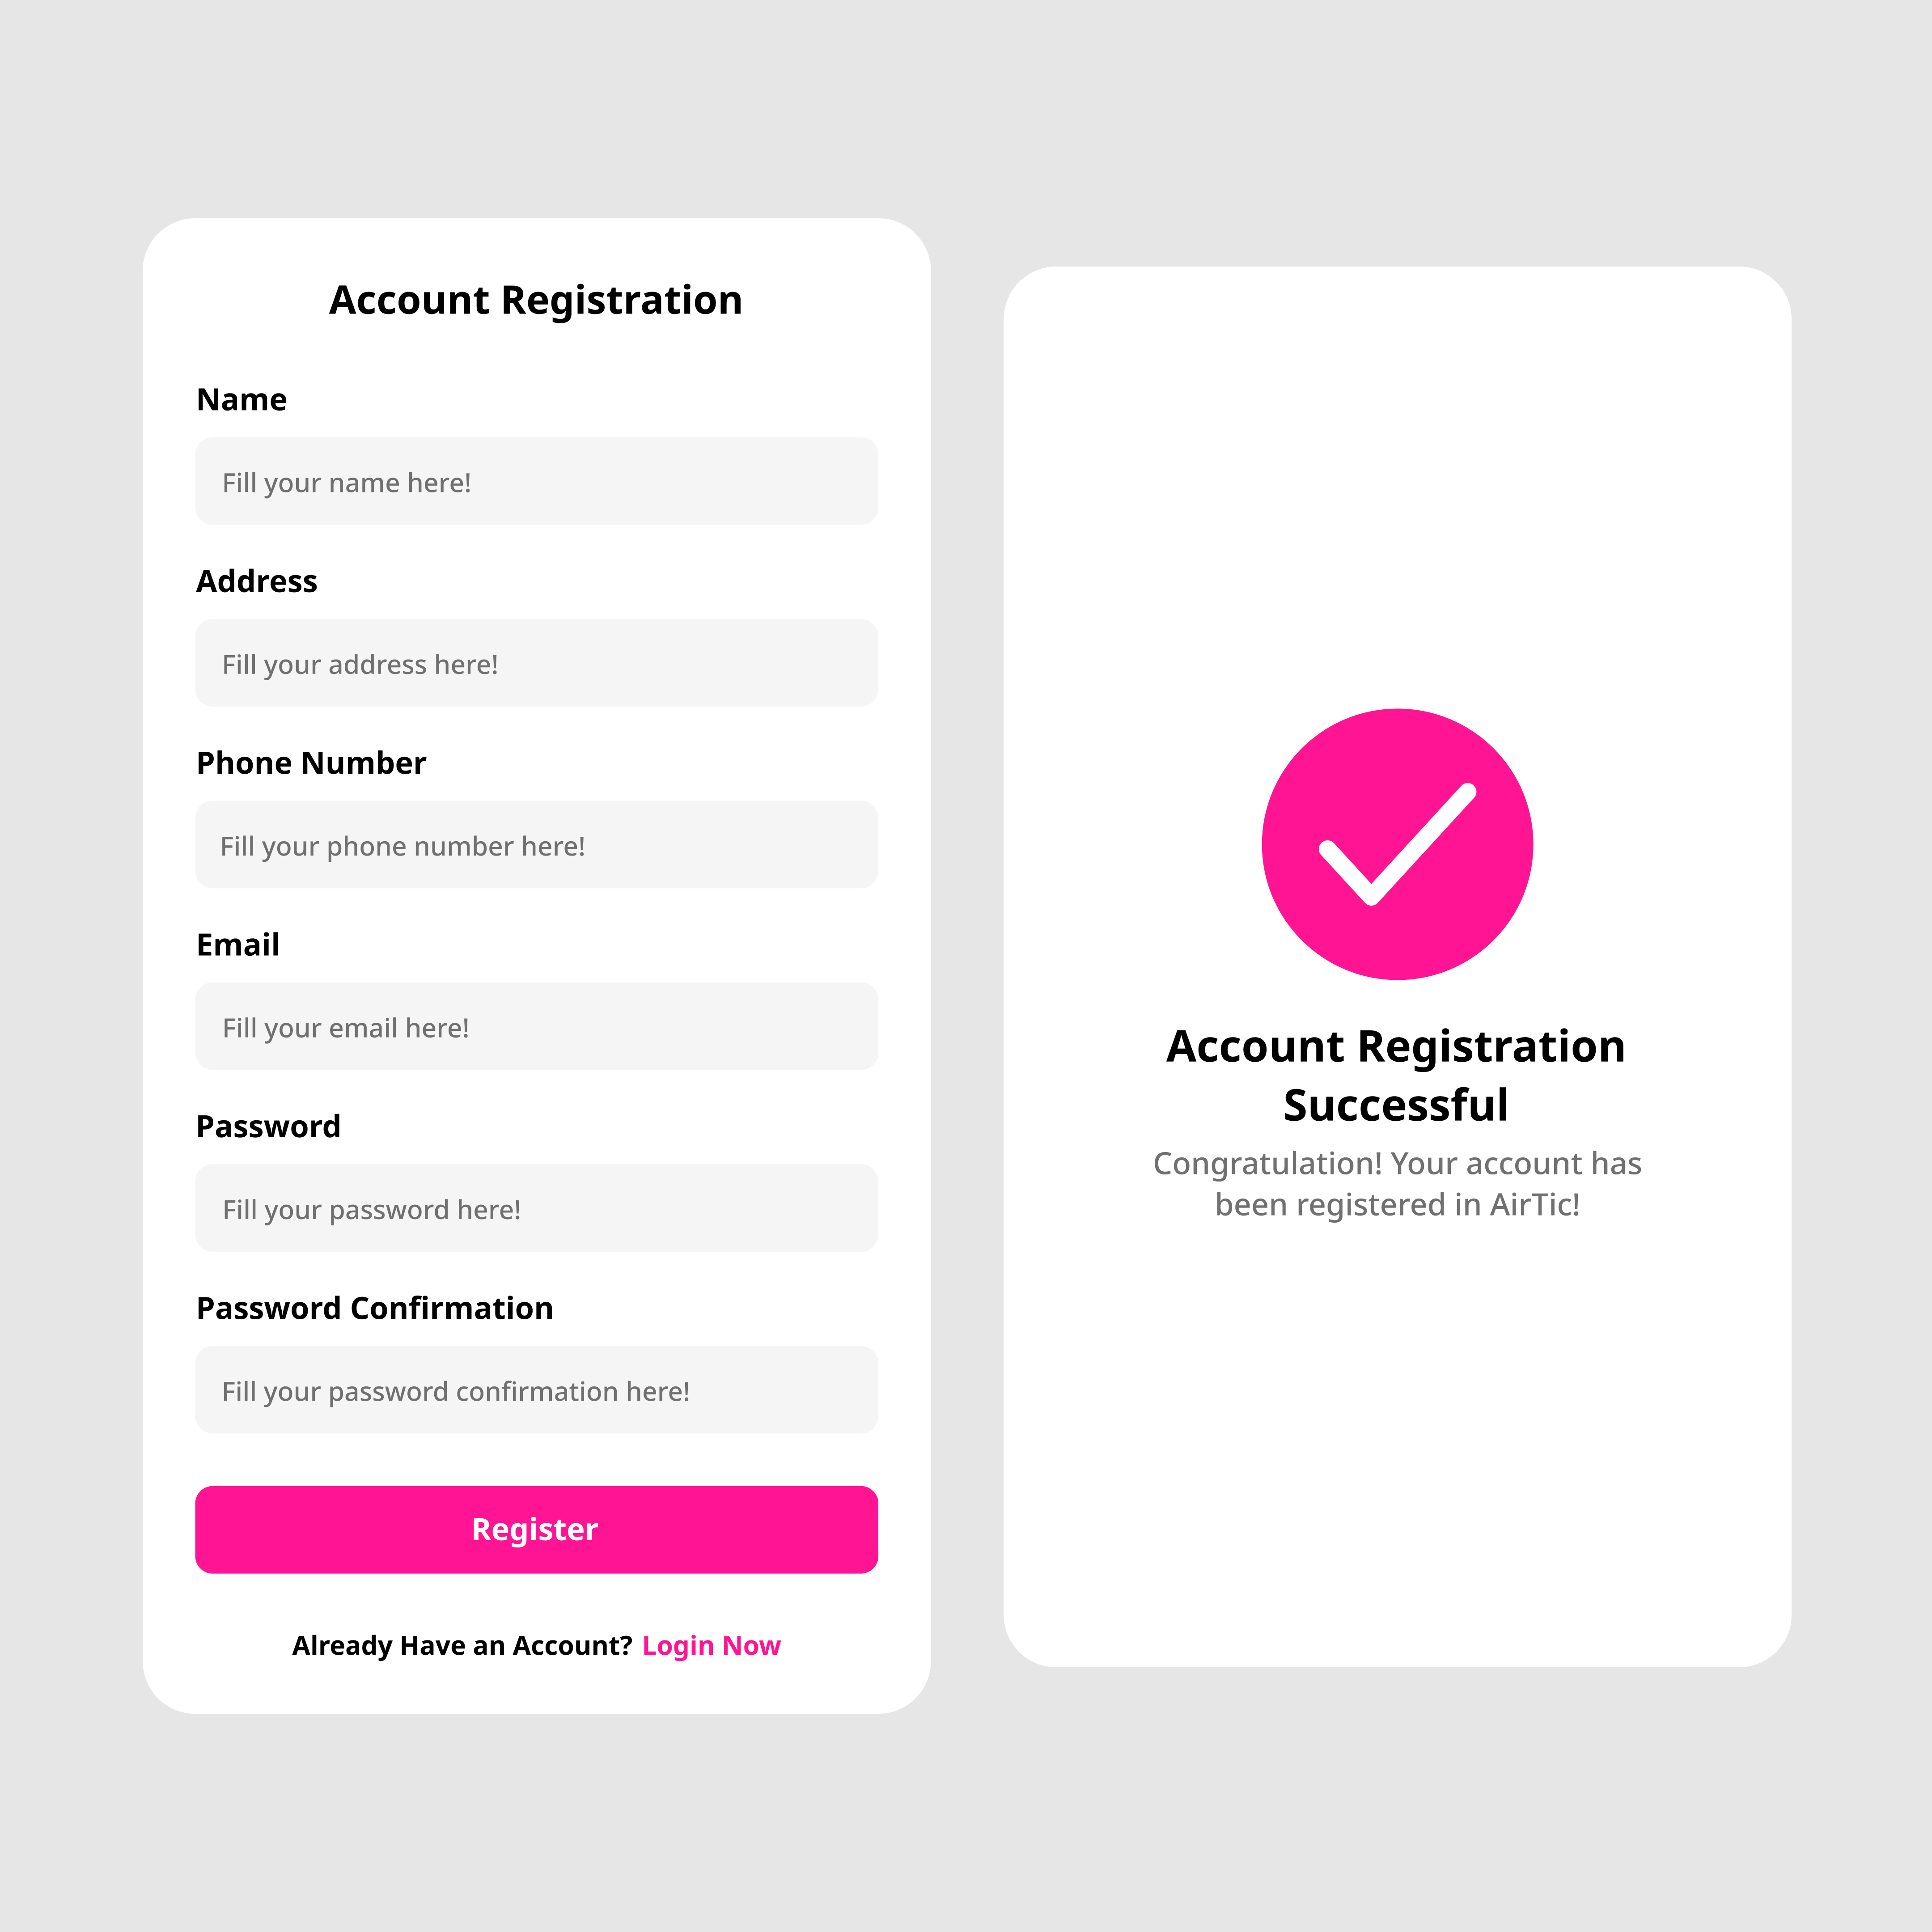 Account Registration
Name
Fill your name here!
Address
Fill your address here!
Phone Number
Fill your phone number here!
Email
Fill your email here!
Password
Fill your password here!
Password Confirmation
Fill your password confirmation here!
Register
Already Have an Account? Login Now
Account Registration
Successful
Congratulation! Your account has
been registered in AirTic!